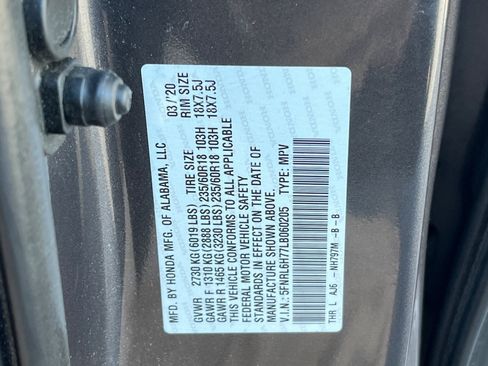 MFD. BY HONDA MFG. OF ALABAMA, LLC 03/'20
TIRE SIZE RIM SIZE
GVWR 2730 KG(6019 LBS)
GAWR F 1310 KG(2888 LBS) 235/60R18 103H 18X7.5J
GAWR R 1465 KG(3230 LBS) 235/60R18 103H 18X7.5J
THIS VEHICLE CONFORMS TO ALL APPLICABLE
FEDERAL MOTOR VEHICLE SAFETY
STANDARDS IN EFFECT ON THE DATE OF
MANUFACTURE SHOWN ABOVE.
V.I.N.: 5FNRL6H77LB060205 TYPE: MPV
THR L AJ6 - NH797M -B -B
HONDA